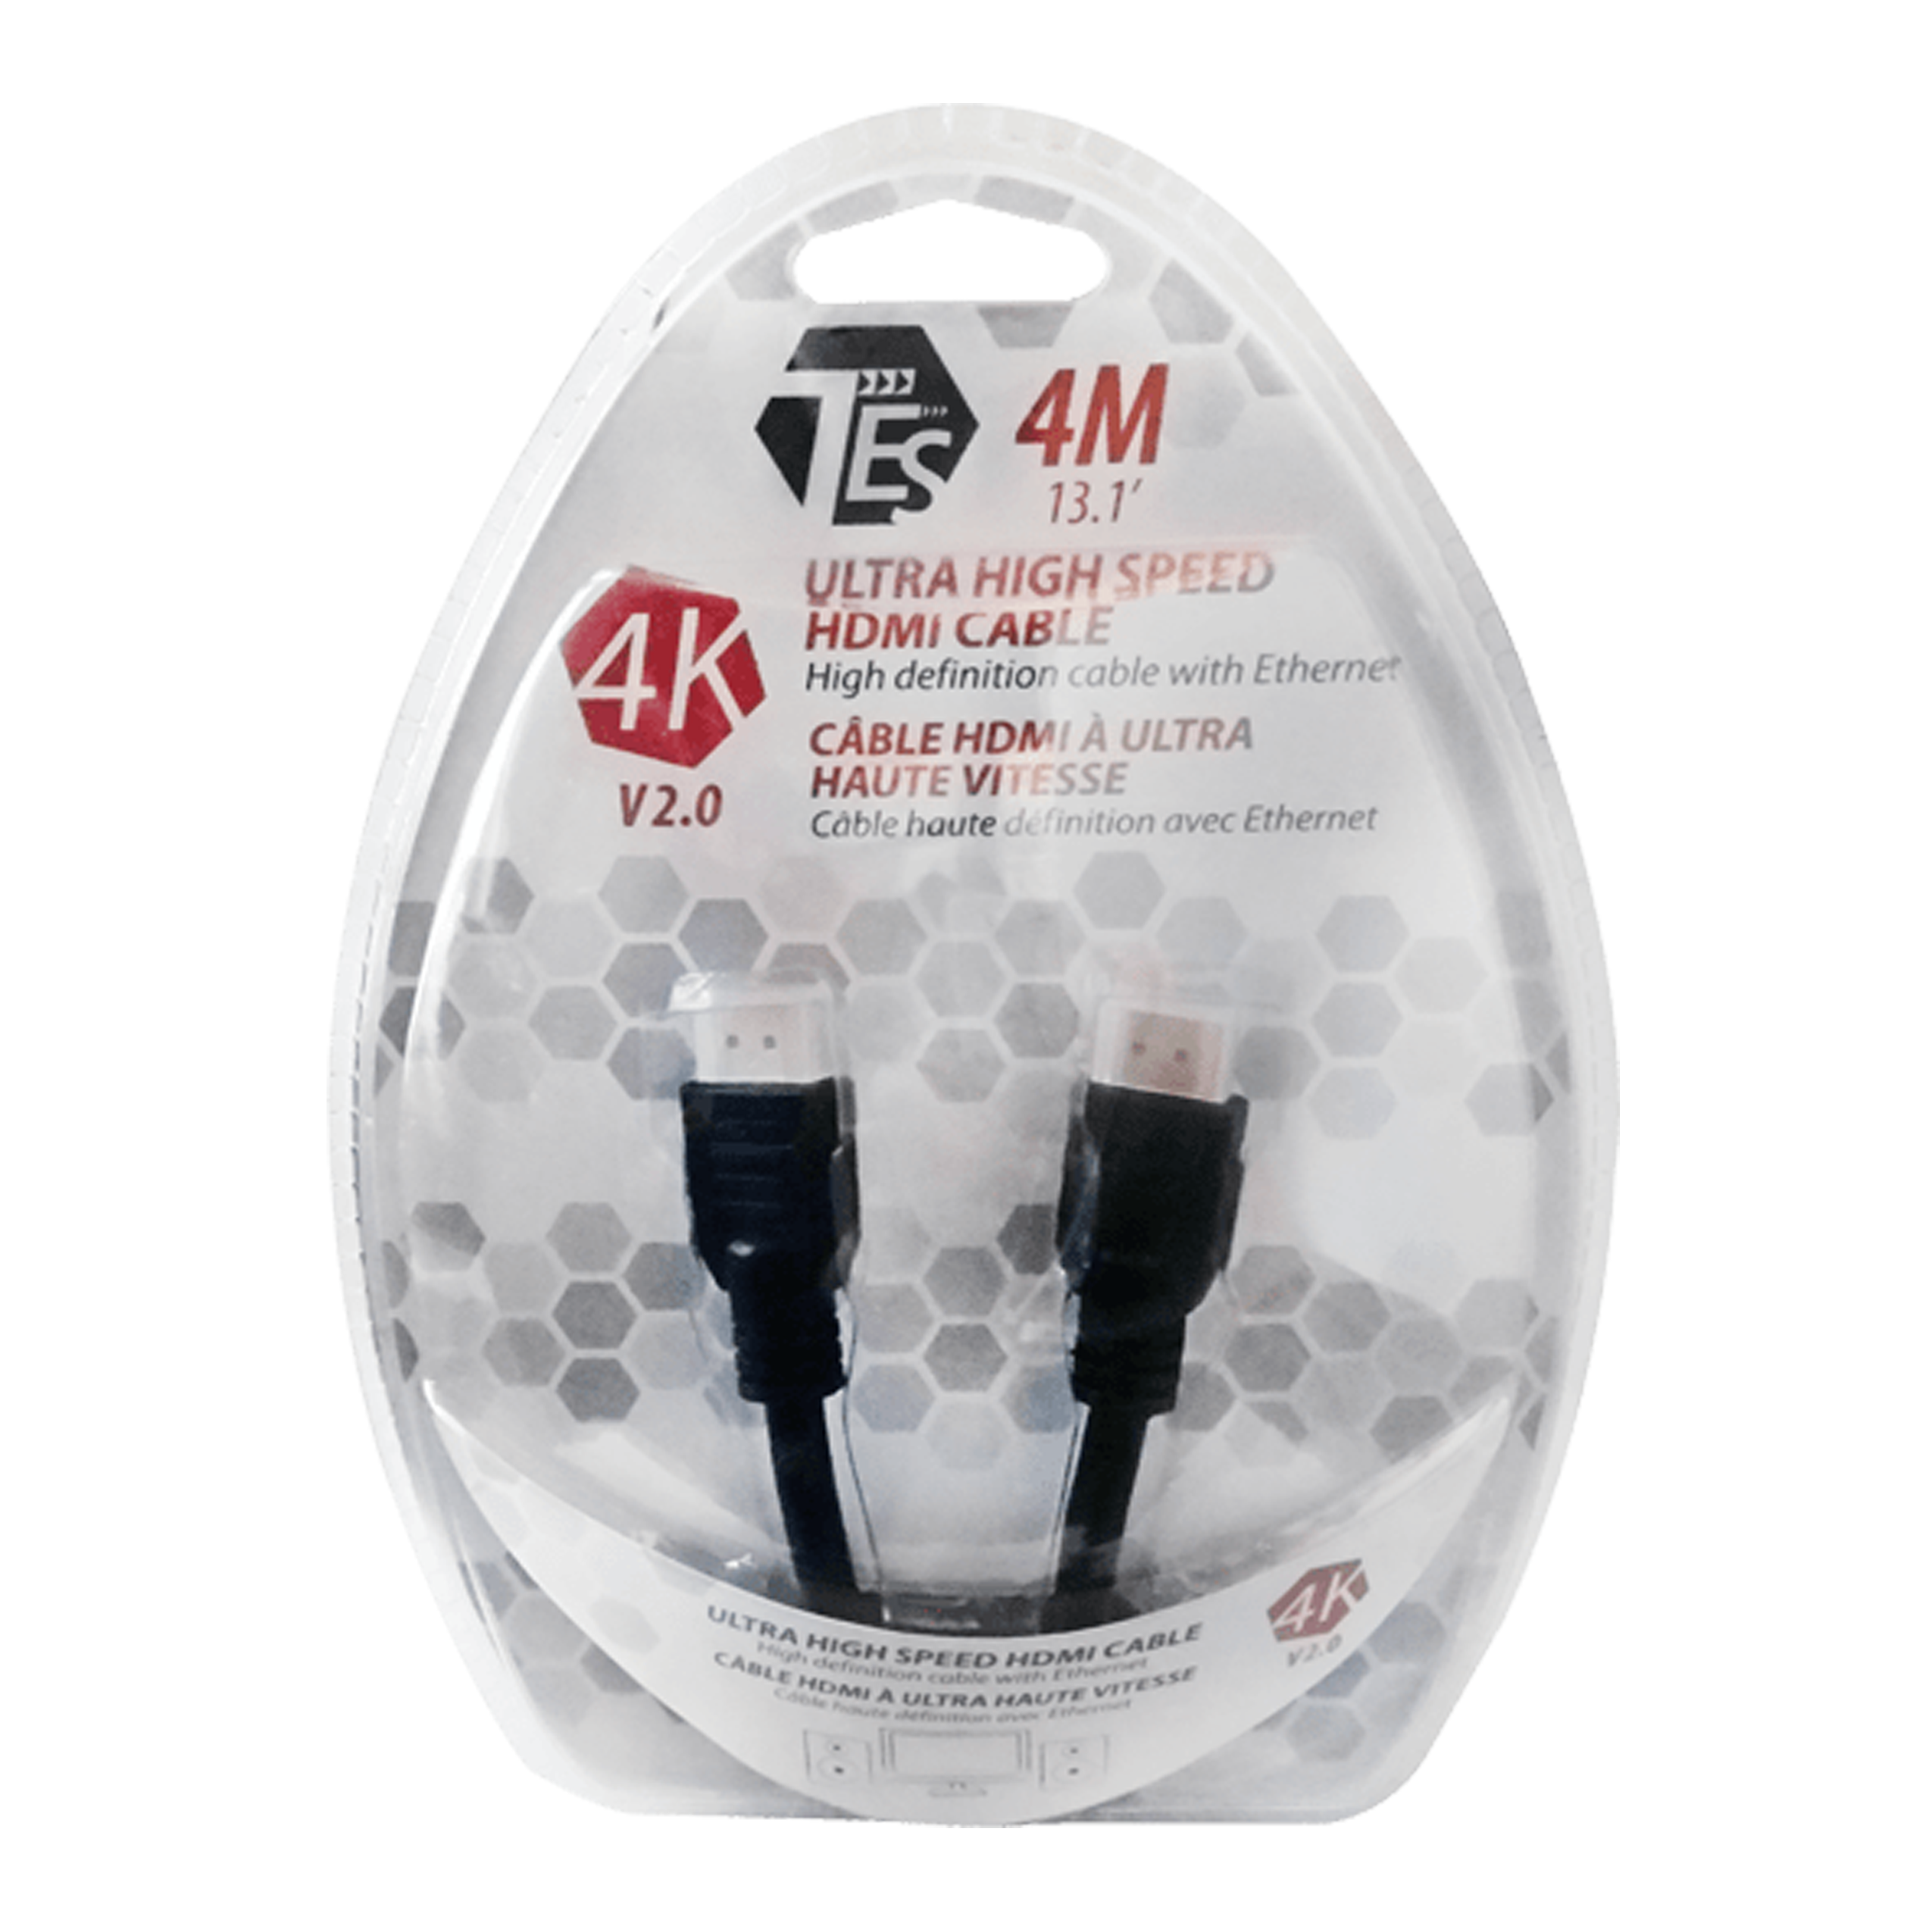 TES
4M
13.1'
4K
V2.0
ULTRA HIGH SPEED
HDMI CABLE
High definition cable with Ethernet
CÂBLE HDMI À ULTRA
HAUTE VITESSE
Câble haute définition avec Ethernet
ULTRA HIGH SPEED HDMI CABLE
High definition cable with Ethernet
CÂBLE HDMI À ULTRA HAUTE VITESSE
Câble haute définition avec Ethernet
4K
V2.0